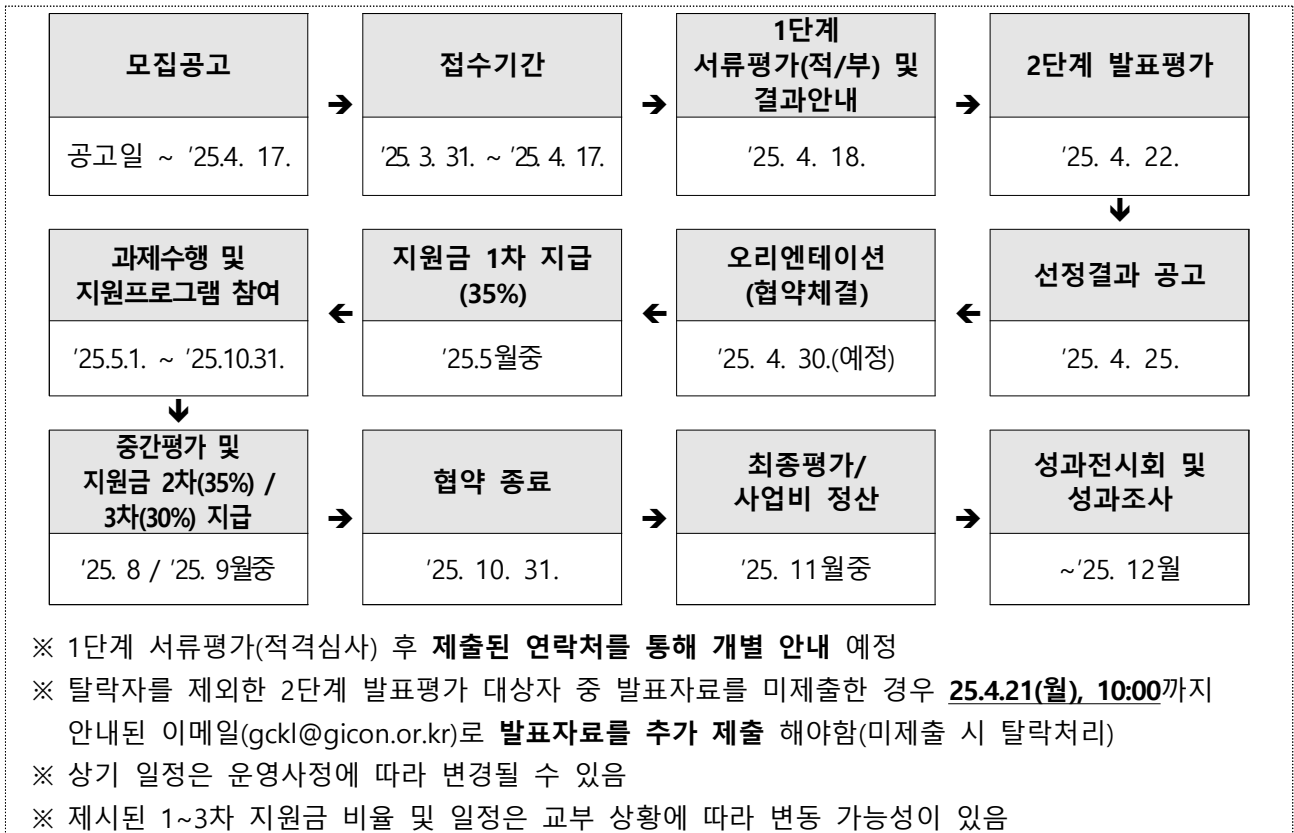 모집공고
공고일 ~ '25.4. 17.
➔
접수기간
'25. 3. 31. ~ '25. 4. 17.
➔
1단계
서류평가(적/부) 및
결과안내
'25. 4. 18.
➔
2단계 발표평가
'25. 4. 22.
🡻
선정결과 공고
'25. 4. 25.
🡸
오리엔테이션
(협약체결)
'25. 4. 30.(예정)
🡸
지원금 1차 지급
(35%)
'25.5월중
🡸
과제수행 및
지원프로그램 참여
'25.5.1. ~ '25.10.31.
🡻
중간평가 및
지원금 2차(35%) /
3차(30%) 지급
'25. 8 / '25. 9월중
➔
협약 종료
'25. 10. 31.
➔
최종평가/
사업비 정산
'25. 11월중
➔
성과전시회 및
성과조사
~'25. 12월
※ 1단계 서류평가(적격심사) 후 제출된 연락처를 통해 개별 안내 예정
※ 탈락자를 제외한 2단계 발표평가 대상자 중 발표자료를 미제출한 경우 25.4.21(월), 10:00까지
안내된 이메일(gckl@gicon.or.kr)로 발표자료를 추가 제출 해야함(미제출 시 탈락처리)
※ 상기 일정은 운영사정에 따라 변경될 수 있음
※ 제시된 1~3차 지원금 비율 및 일정은 교부 상황에 따라 변동 가능성이 있음